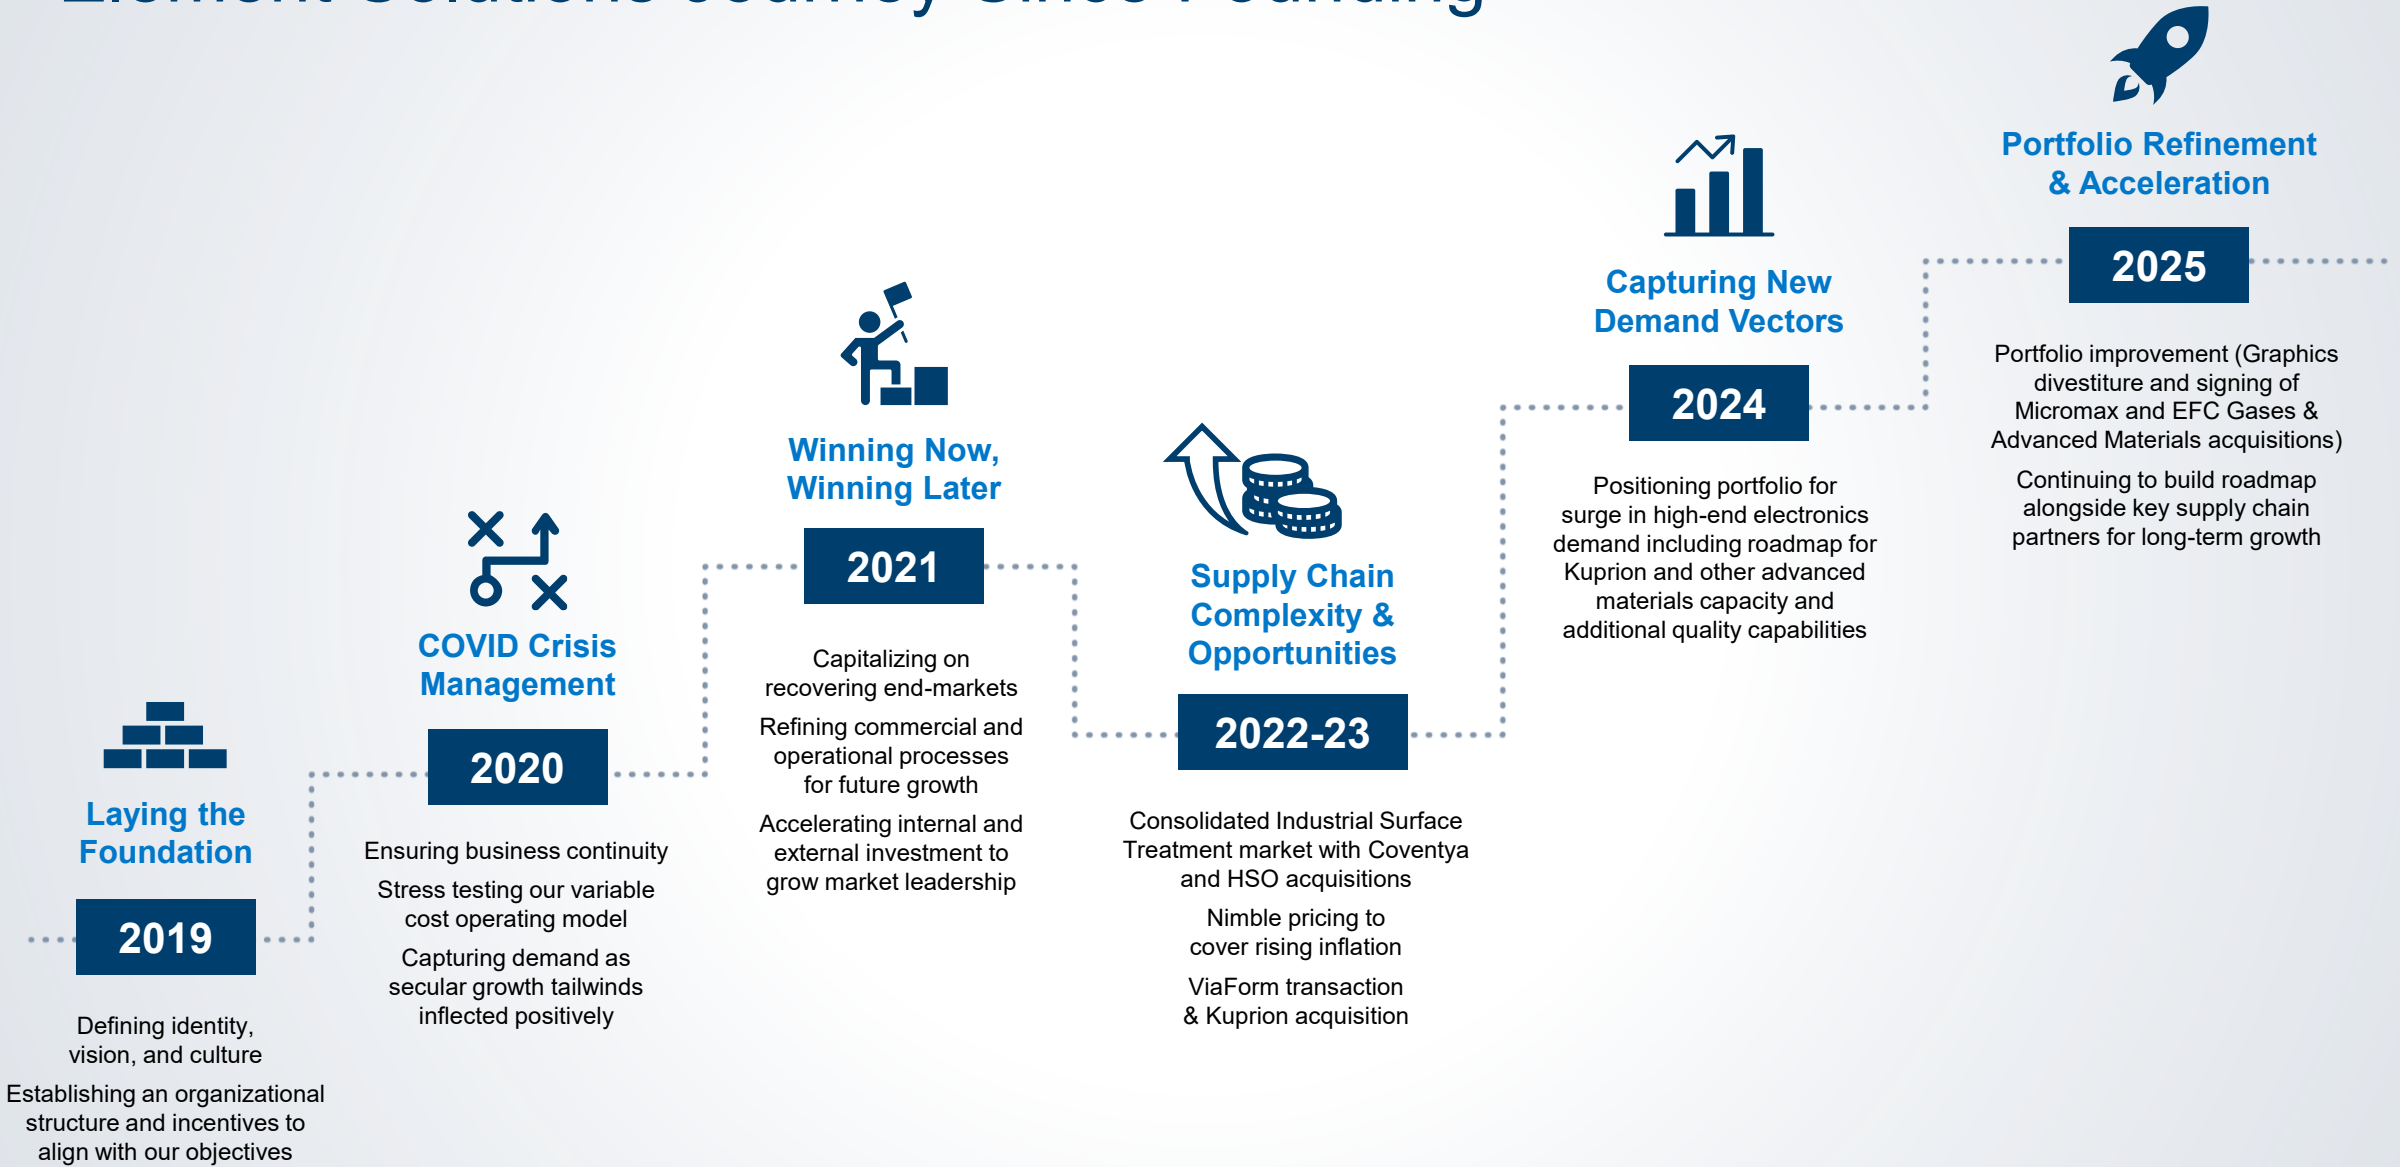 Element Solutions Journey Since Founding
Laying the
Foundation
2019
Defining identity,
vision, and culture
Establishing an organizational
structure and incentives to
align with our objectives
COVID Crisis
Management
2020
Ensuring business continuity
Stress testing our variable
cost operating model
Capturing demand as
secular growth tailwinds
inflected positively
Winning Now,
Winning Later
2021
Capitalizing on
recovering end-markets
Refining commercial and
operational processes
for future growth
Accelerating internal and
external investment to
grow market leadership
Supply Chain
Complexity &
Opportunities
2022-23
Consolidated Industrial Surface
Treatment market with Coventya
and HSO acquisitions
Nimble pricing to
cover rising inflation
ViaForm transaction
& Kuprion acquisition
Capturing New
Demand Vectors
2024
Positioning portfolio for
surge in high-end electronics
demand including roadmap for
Kuprion and other advanced
materials capacity and
additional quality capabilities
Portfolio Refinement
& Acceleration
2025
Portfolio improvement (Graphics
divestiture and signing of
Micromax and EFC Gases &
Advanced Materials acquisitions)
Continuing to build roadmap
alongside key supply chain
partners for long-term growth